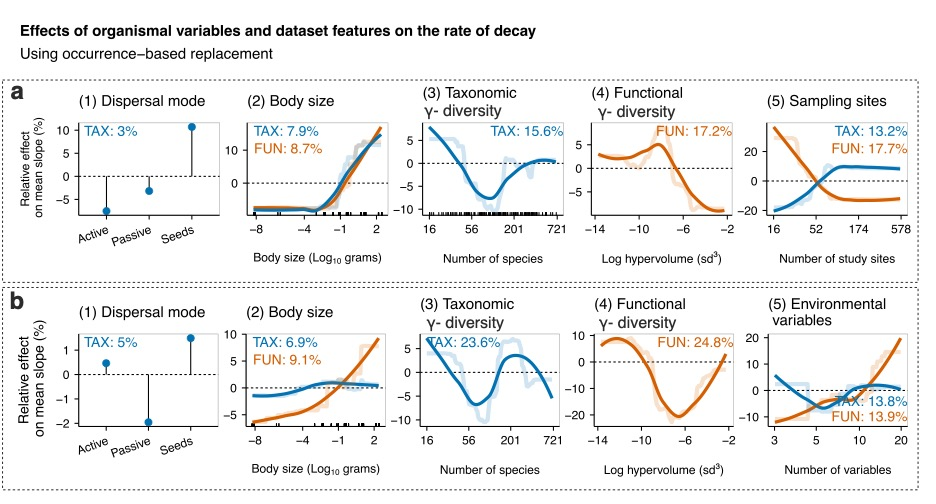 Effects of organismal variables and dataset features on the rate of decay
Using occurrence−based replacement
a
(1) Dispersal mode
(2) Body size
(3) Taxonomic
γ- diversity
(4) Functional
γ- diversity
(5) Sampling sites
Relative effect
on mean slope (%)
10
5
0
−5
TAX: 3%
Active
Passive
Seeds
10
0
TAX: 7.9%
FUN: 8.7%
−8
−4
−1
2
Body size (Log10 grams)
5
0
−5
−10
TAX: 15.6%
16
56
201
721
Number of species
5
0
−5
FUN: 17.2%
−14
−10
−6
−2
Log hypervolume (sd3)
20
0
−20
TAX: 13.2%
FUN: 17.7%
16
52
174
578
Number of study sites
b
(1) Dispersal mode
(2) Body size
(3) Taxonomic
γ- diversity
(4) Functional
γ- diversity
(5) Environmental
variables
Relative effect
on mean slope (%)
1
0
−1
−2
TAX: 5%
Active
Passive
Seeds
10
5
0
−5
TAX: 6.9%
FUN: 9.1%
−8
−4
−1
2
Body size (Log10 grams)
5
0
−5
−10
TAX: 23.6%
16
56
201
721
Number of species
10
0
−10
−20
FUN: 24.8%
−14
−10
−6
−2
Log hypervolume (sd3)
20
10
0
−10
TAX: 13.8%
FUN: 13.9%
3
5
10
20
Number of variables